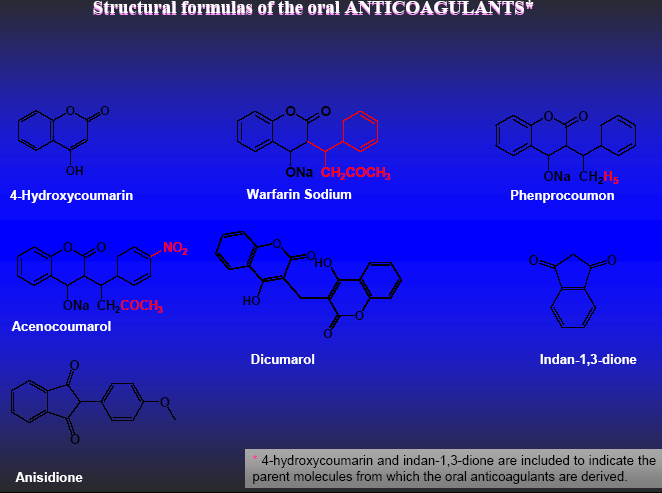 Structural formulas of the oral ANTICOAGULANTS*
O
O
OH
4-Hydroxycoumarin
O
O
ONa CH₂COCH₃
Warfarin Sodium
O
O
ONa CH₂H₅
Phenprocoumon
O
O
NO₂
ONa CH₂COCH₃
Acenocoumarol
O
O
HO
HO
O
O
Dicumarol
O
O
Indan-1,3-dione
O
O
O
Anisidione
* 4-hydroxycoumarin and indan-1,3-dione are included to indicate the
parent molecules from which the oral anticoagulants are derived.